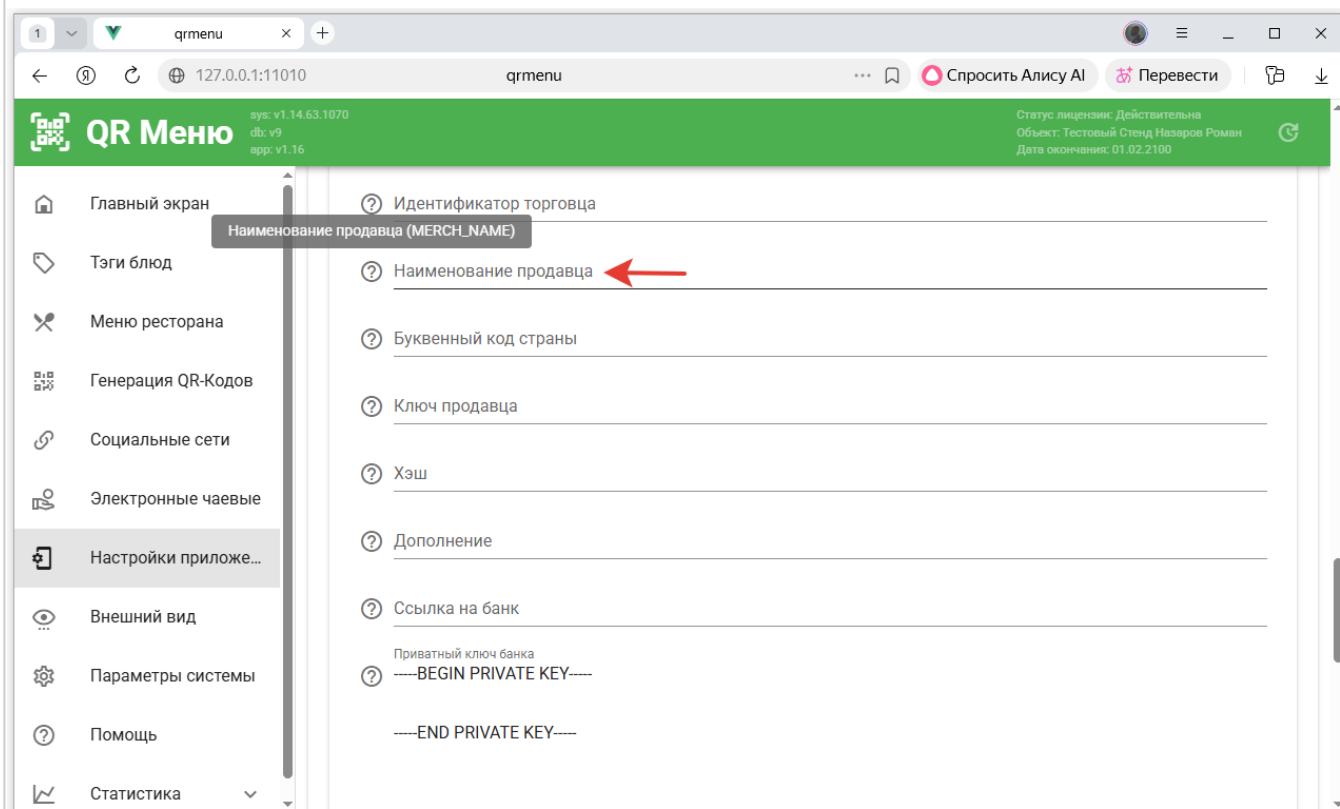 1
qrmenu
127.0.0.1:11010
qrmenu
Спросить Алису AI
Перевести
QR Меню
sys: v1.14.63.1070
db: v9
app: v1.16
Статус лицензии: Действительна
Объект: Тестовый Стенд Назаров Роман
Дата окончания: 01.02.2100
Главный экран
Тэги блюд
Меню ресторана
Генерация QR-Кодов
Социальные сети
Электронные чаевые
Настройки приложе...
Внешний вид
Параметры системы
Помощь
Статистика
Идентификатор торговца
Наименование продавца (MERCH_NAME)
Наименование продавца
Буквенный код страны
Ключ продавца
Хэш
Дополнение
Ссылка на банк
Приватный ключ банка
-----BEGIN PRIVATE KEY-----
-----END PRIVATE KEY-----